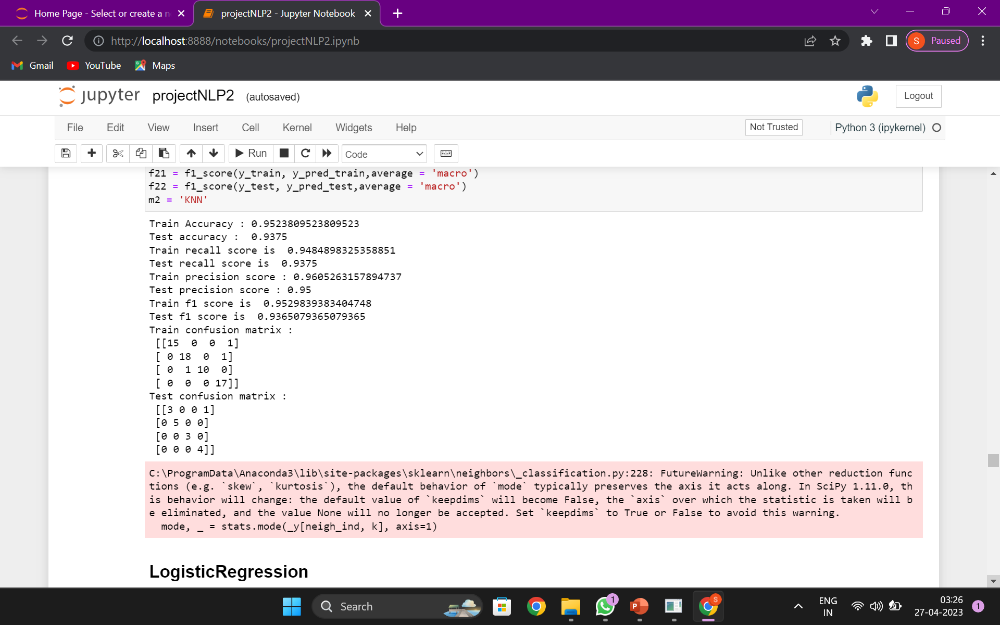 Home Page - Select or create a n
projectNLP2 - Jupyter Notebook
http://localhost:8888/notebooks/projectNLP2.ipynb
S Paused
Gmail YouTube Maps
jupyter projectNLP2 (autosaved)
Logout
File Edit View Insert Cell Kernel Widgets Help
Not Trusted
Python 3 (ipykernel)
Run
Code
f21 = f1_score(y_train, y_pred_train,average = 'macro')
f22 = f1_score(y_test, y_pred_test,average = 'macro')
m2 = 'KNN'
Train Accuracy : 0.9523809523809523
Test accuracy :  0.9375
Train recall score is  0.9484898325358851
Test recall score is  0.9375
Train precision score : 0.9605263157894737
Test precision score : 0.95
Train f1 score is  0.9529839383404748
Test f1 score is  0.9365079365079365
Train confusion matrix :
[[15  0  0  1]
[ 0 18  0  1]
[ 0  1 10  0]
[ 0  0  0 17]]
Test confusion matrix :
[[3 0 0 1]
[0 5 0 0]
[0 0 3 0]
[0 0 0 4]]
C:\ProgramData\Anaconda3\lib\site-packages\sklearn\neighbors\_classification.py:228: FutureWarning: Unlike other reduction func
tions (e.g. `skew`, `kurtosis`), the default behavior of `mode` typically preserves the axis it acts along. In SciPy 1.11.0, th
is behavior will change: the default value of `keepdims` will become False, the `axis` over which the statistic is taken will b
e eliminated, and the value None will no longer be accepted. Set `keepdims` to True or False to avoid this warning.
mode, _ = stats.mode(_y[neigh_ind, k], axis=1)
LogisticRegression
Search
1
P
S
ENG
IN
03:26
27-04-2023
1